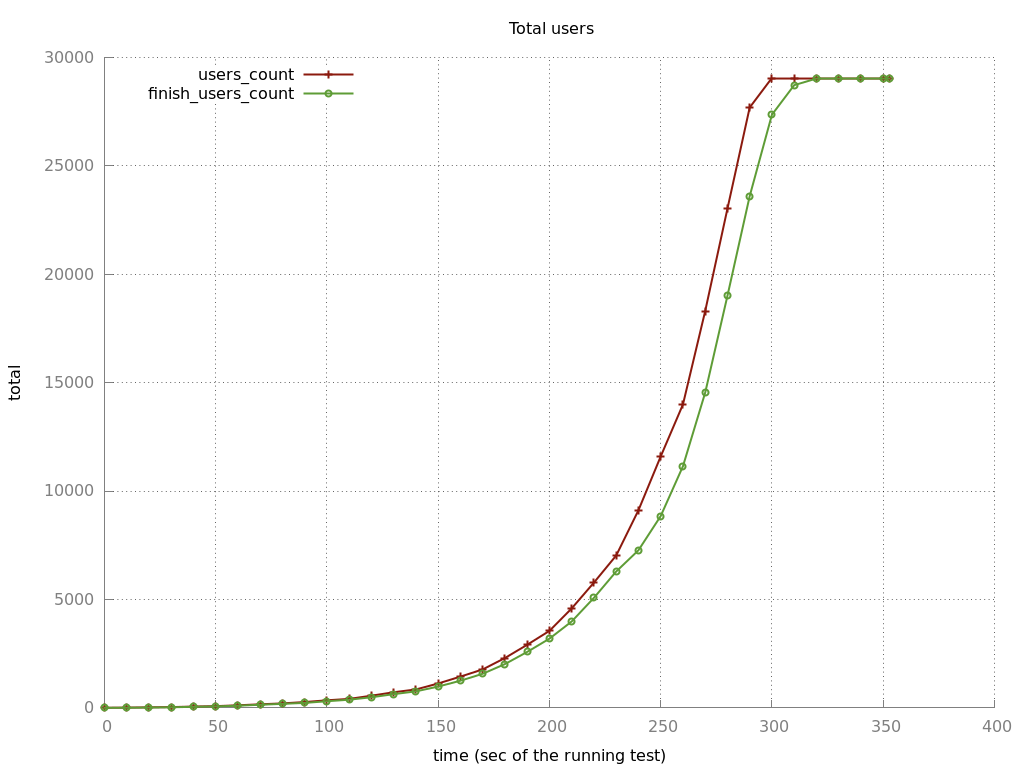 Total users
30000
users_count
finish_users_count
25000
20000
15000
total
10000
5000
0
0 50 100 150 200 250 300 350 400
time (sec of the running test)